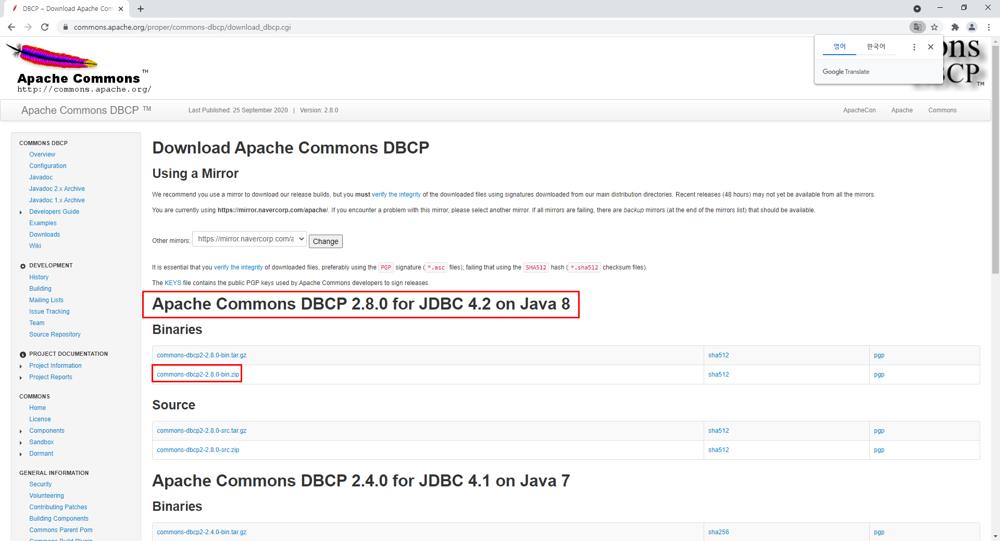 DBCP – Download Apache Com
commons.apache.org/proper/commons-dbcp/download_dbcp.cgi
영어 한국어
Google Translate
ons
CP™
Apache Commons™
http://commons.apache.org/
Apache Commons DBCP ™ Last Published: 25 September 2020 | Version: 2.8.0 ApacheCon Apache Commons
COMMONS DBCP
Overview
Configuration
Javadoc
Javadoc 2.x Archive
Javadoc 1.x Archive
Developers Guide
Examples
Downloads
Wiki
DEVELOPMENT
History
Building
Mailing Lists
Issue Tracking
Team
Source Repository
PROJECT DOCUMENTATION
Project Information
Project Reports
COMMONS
Home
License
Components
Sandbox
Dormant
GENERAL INFORMATION
Security
Volunteering
Contributing Patches
Building Components
Commons Parent Pom
Commons Build Plugin
Download Apache Commons DBCP
Using a Mirror
We recommend you use a mirror to download our release builds, but you must verify the integrity of the downloaded files using signatures downloaded from our main distribution directories. Recent releases (48 hours) may not yet be available from all the mirrors.
You are currently using https://mirror.navercorp.com/apache/. If you encounter a problem with this mirror, please select another mirror. If all mirrors are failing, there are backup mirrors (at the end of the mirrors list) that should be available.
Other mirrors: https://mirror.navercorp.com/a Change
It is essential that you verify the integrity of downloaded files, preferably using the PGP signature (*.asc files); failing that using the SHA512 hash (*.sha512 checksum files).
The KEYS file contains the public PGP keys used by Apache Commons developers to sign releases.
Apache Commons DBCP 2.8.0 for JDBC 4.2 on Java 8
Binaries
commons-dbcp2-2.8.0-bin.tar.gz sha512 pgp
commons-dbcp2-2.8.0-bin.zip sha512 pgp
Source
commons-dbcp2-2.8.0-src.tar.gz sha512 pgp
commons-dbcp2-2.8.0-src.zip sha512 pgp
Apache Commons DBCP 2.4.0 for JDBC 4.1 on Java 7
Binaries
commons-dbcp2-2.4.0-bin.tar.gz sha256 pgp